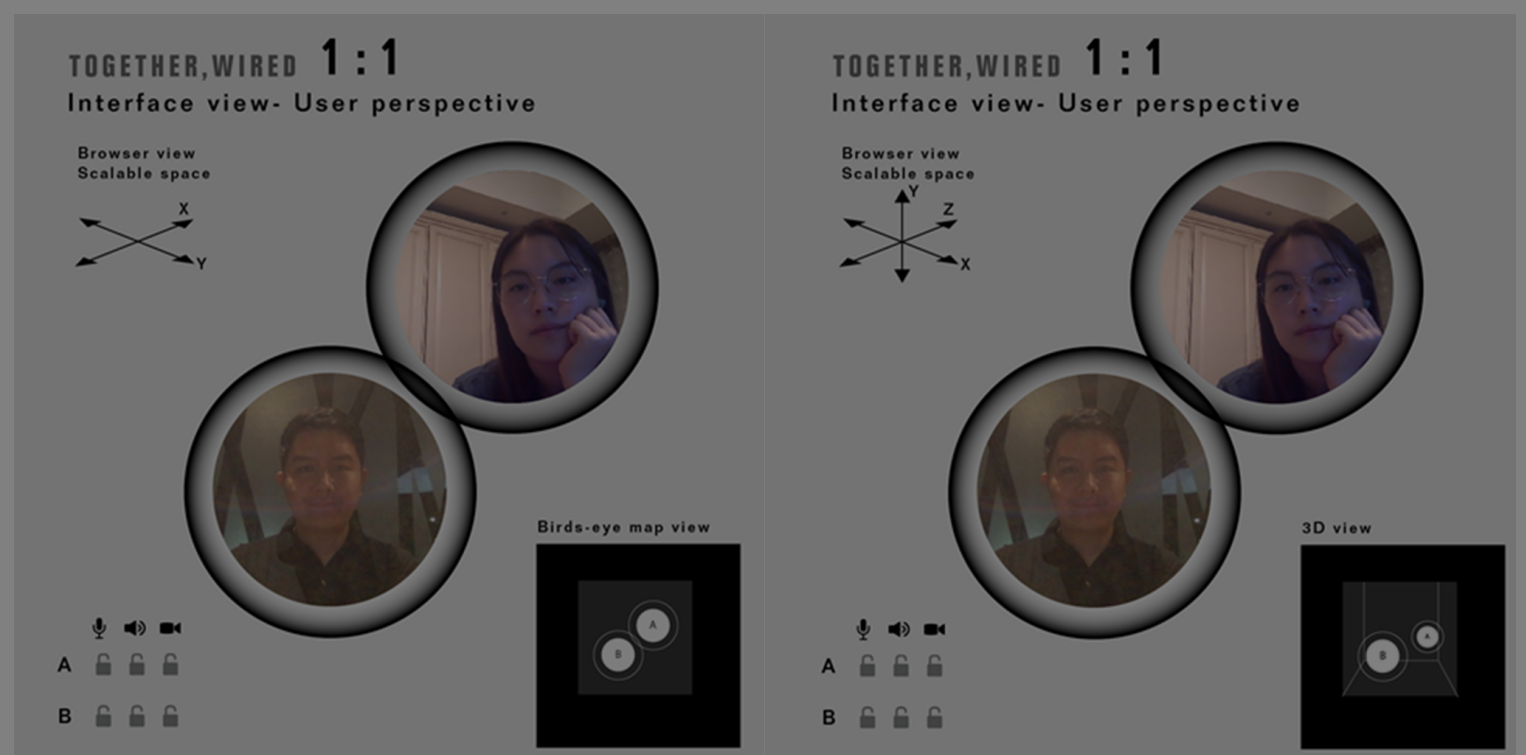 TOGETHER,WIRED 1:1
Interface view- User perspective
Browser view
Scalable space
X
Y
Birds-eye map view
A
B
A
B
TOGETHER,WIRED 1:1
Interface view- User perspective
Browser view
Scalable space
Y
Z
X
3D view
A
B
A
B